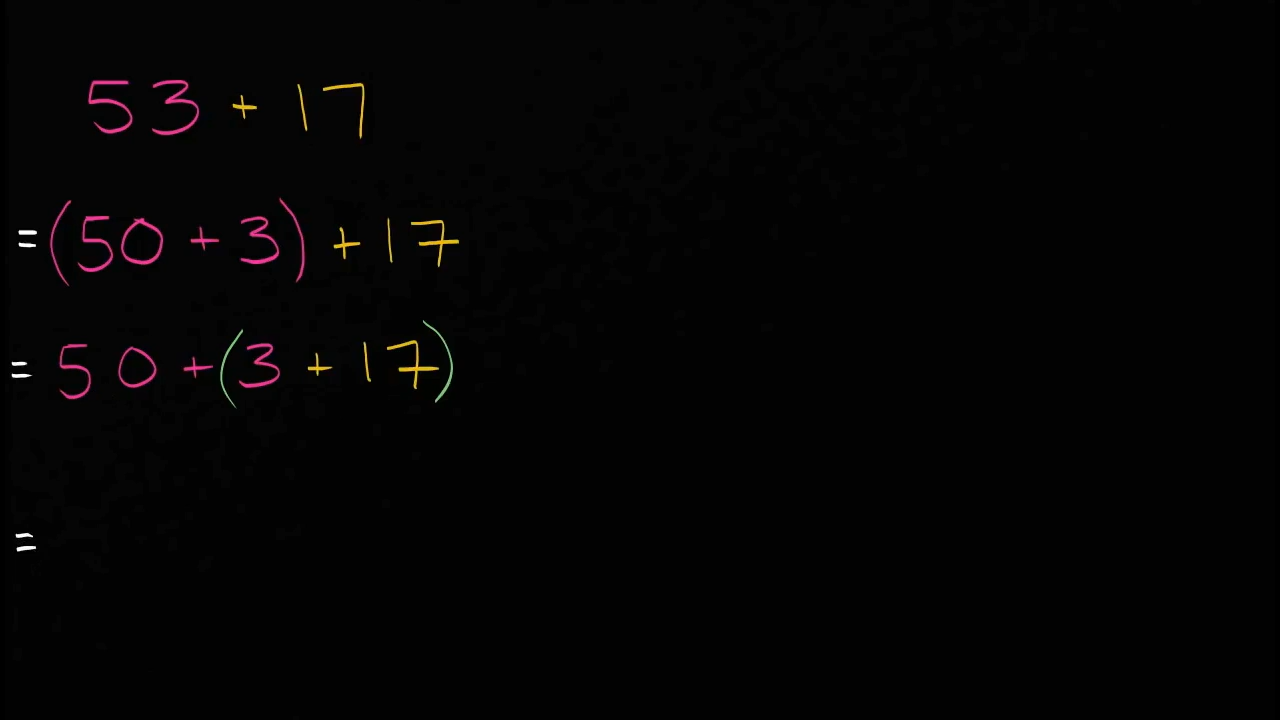 53 + 17
= (50 + 3) + 17
= 50 + (3 + 17)
=